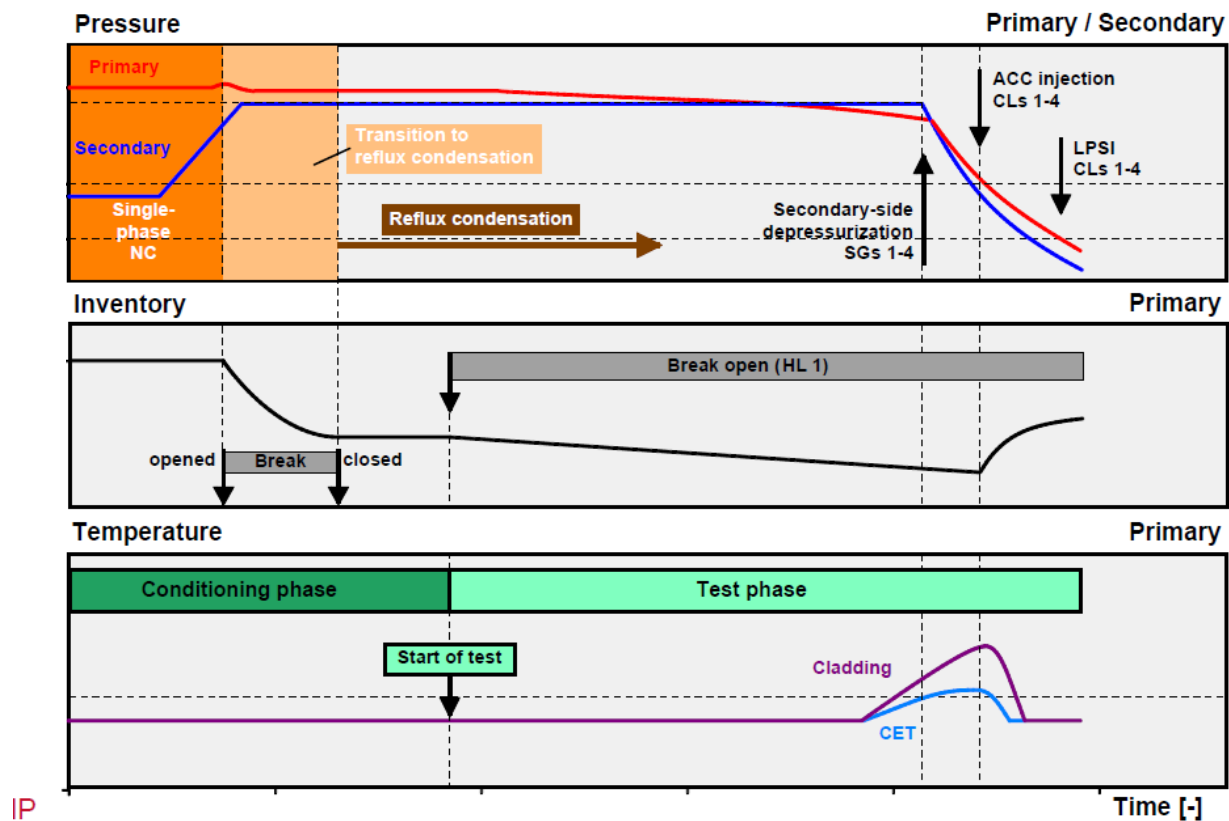 Pressure
Primary / Secondary
Primary
ACC injection
CLs 1-4
Transition to
reflux condensation
Secondary
LPSI
CLs 1-4
Single-
phase
NC
Reflux condensation
Secondary-side
depressurization
SGs 1-4
Inventory
Primary
Break open (HL 1)
opened
Break
closed
Temperature
Primary
Conditioning phase
Test phase
Start of test
Cladding
CET
IP
Time [-]